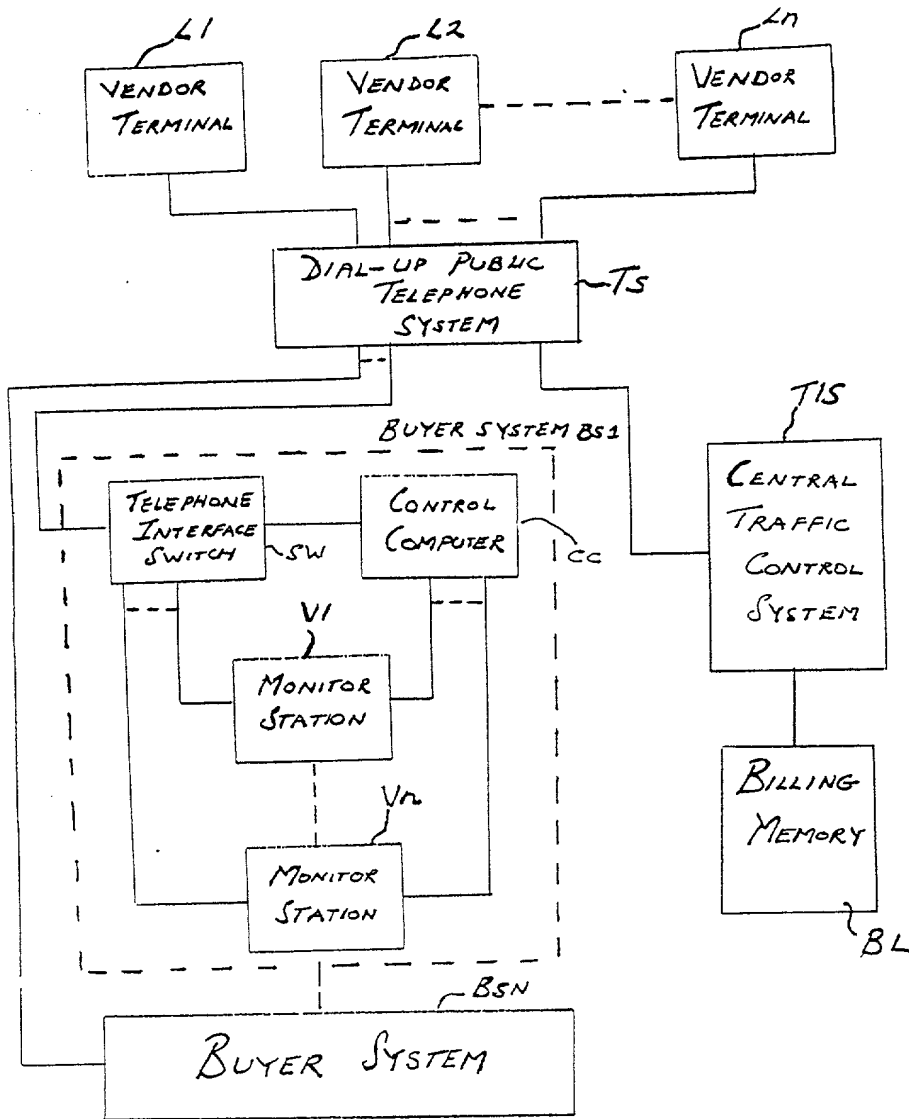 L1
L2
Ln
VENDOR
TERMINAL
VENDOR
TERMINAL
VENDOR
TERMINAL
DIAL-UP PUBLIC
TELEPHONE
SYSTEM
TS
BUYER SYSTEM BS1
TIS
TELEPHONE
INTERFACE
SWITCH
SW
CONTROL
COMPUTER
CC
CENTRAL
TRAFFIC
CONTROL
SYSTEM
V1
MONITOR
STATION
Vn
MONITOR
STATION
BILLING
MEMORY
BL
BSN
BUYER SYSTEM